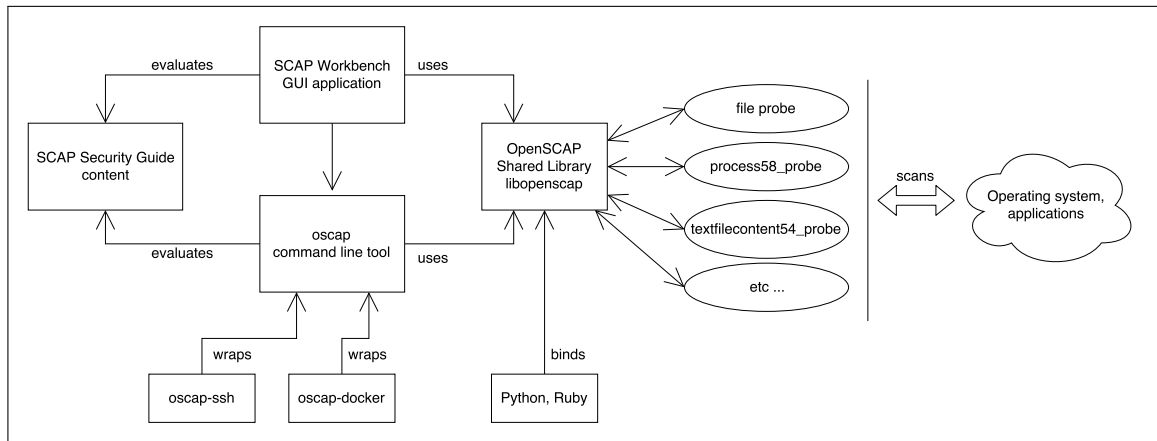 evaluates
SCAP Workbench
GUI application
uses
SCAP Security Guide
content
OpenSCAP
Shared Library
libopenscap
file probe
process58_probe
textfilecontent54_probe
etc ...
scans
Operating system,
applications
evaluates
oscap
command line tool
uses
wraps
wraps
binds
oscap-ssh
oscap-docker
Python, Ruby